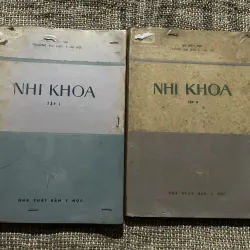 NHI KHOA
TẬP I
NHÀ XUẤT BẢN Y HỌC
NHI KHOA
TẬP II
NHÀ XUẤT BẢN Y HỌC